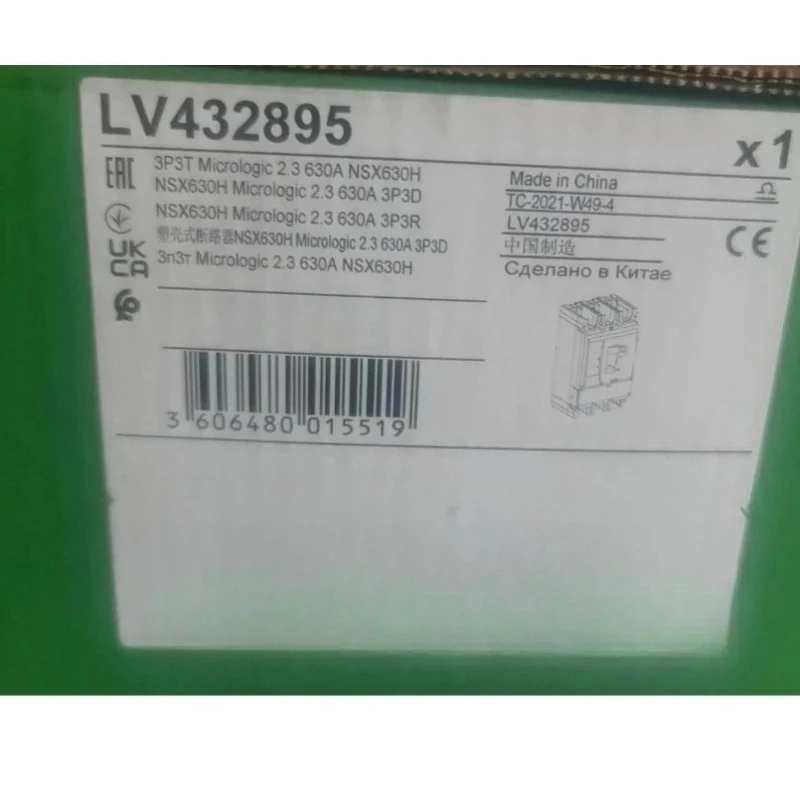 LV432895
x 1
3P3T Micrologic 2.3 630A NSX630H
NSX630H Micrologic 2.3 630A 3P3D
NSX630H Micrologic 2.3 630A 3P3R
塑壳式断路器NSX630H Micrologic 2.3 630A 3P3D
3п3т Micrologic 2.3 630A NSX630H
EAC
UK
CA
Made in China
TC-2021-W49-4
LV432895
中国制造
Сделано в Китае
CE
3 606480 015519